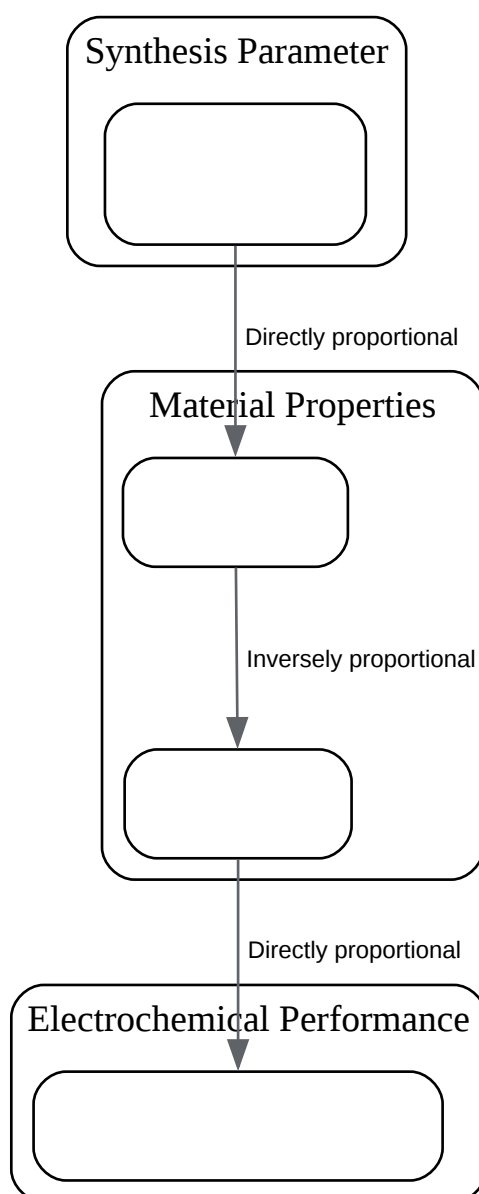 Synthesis Parameter
Directly proportional
Material Properties
Inversely proportional
Directly proportional
Electrochemical Performance